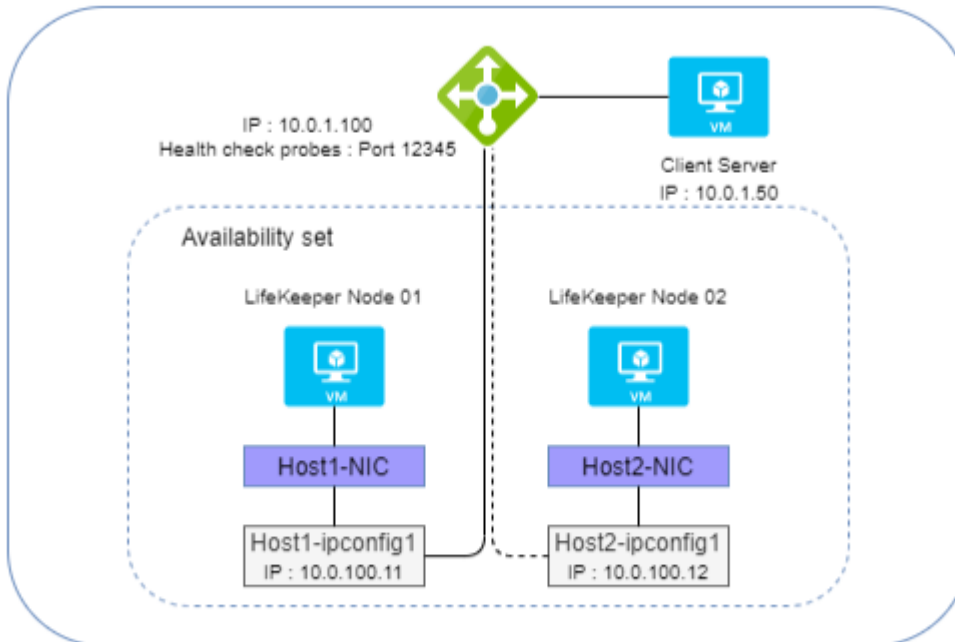 IP : 10.0.1.100
Health check probes : Port 12345
VM
Client Server
IP : 10.0.1.50
Availability set
LifeKeeper Node 01
LifeKeeper Node 02
VM
VM
Host1-NIC
Host2-NIC
Host1-ipconfig1
IP : 10.0.100.11
Host2-ipconfig1
IP : 10.0.100.12